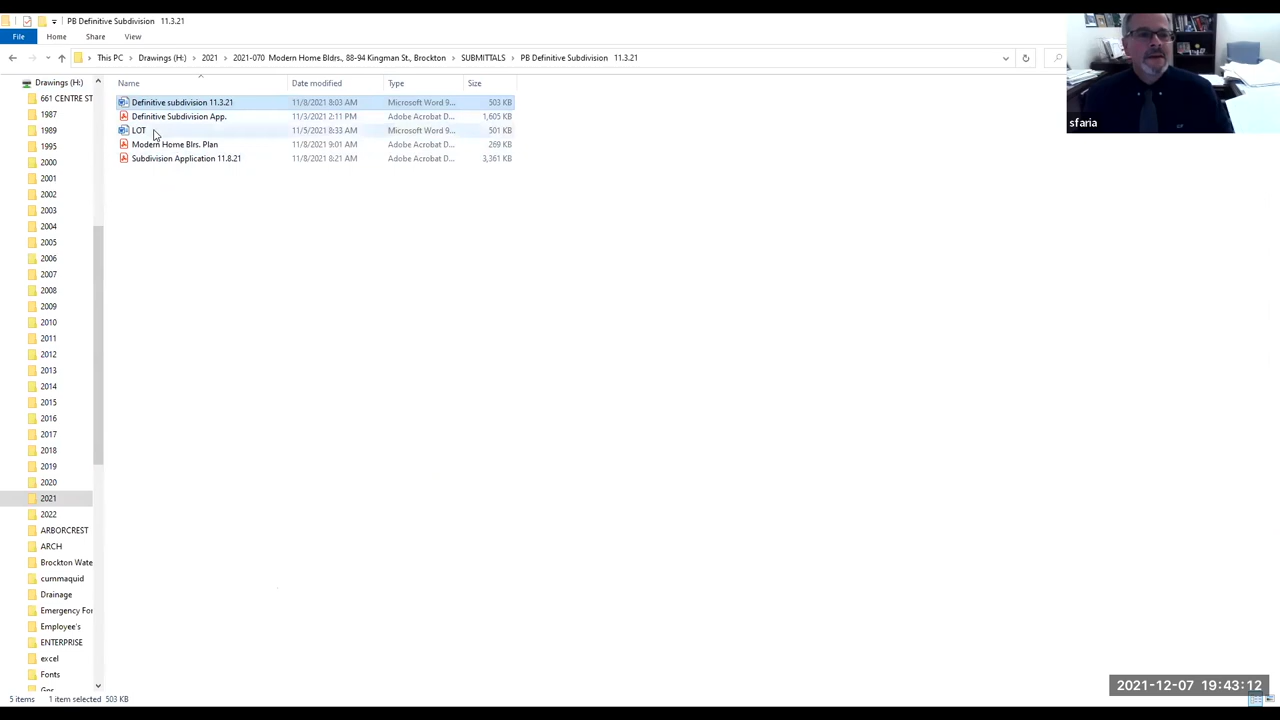 PB Definitive Subdivision 11.3.21
File Home Share View
This PC Drawings (H:) 2021 2021-070 Modern Home Bldrs., 88-94 Kingman St., Brockton SUBMITTALS PB Definitive Subdivision 11.3.21
Name Date modified Type Size
Definitive subdivision 11.3.21 11/8/2021 8:03 AM Microsoft Word 9... 503 KB
Definitive Subdivision App. 11/3/2021 2:11 PM Adobe Acrobat D... 1,605 KB
LOT 11/5/2021 8:33 AM Microsoft Word 9... 501 KB
Modern Home Blrs. Plan 11/8/2021 9:01 AM Adobe Acrobat D... 269 KB
Subdivision Application 11.8.21 11/8/2021 8:21 AM Adobe Acrobat D... 3,361 KB
Drawings (H:)
661 CENTRE ST
1987
1989
1995
2000
2001
2002
2003
2004
2005
2006
2007
2008
2009
2010
2011
2012
2013
2014
2015
2016
2017
2018
2019
2020
2021
2022
ARBORCREST
ARCH
Brockton Wate
cummaquid
Drainage
Emergency For
Employee's
ENTERPRISE
excel
Fonts
Gps
5 items 1 item selected 503 KB
sfaria
2021-12-07 19:43:12